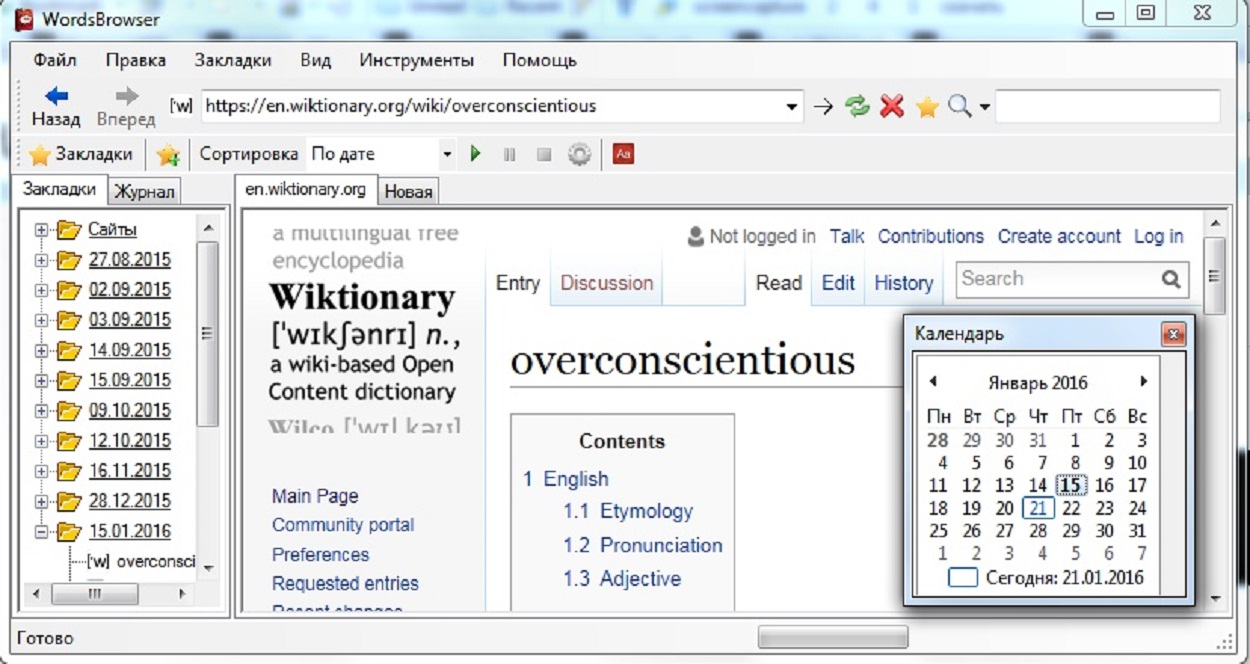 WordsBrowser
Файл Правка Закладки Вид Инструменты Помощь
Назад Вперед ['w] https://en.wiktionary.org/wiki/overconscientious
Закладки Сортировка По дате Aa
Закладки Журнал
Сайты
27.08.2015
02.09.2015
03.09.2015
14.09.2015
15.09.2015
09.10.2015
12.10.2015
16.11.2015
28.12.2015
15.01.2016
['w] overconsci
en.wiktionary.org Новая
a multilingual free
encyclopedia
Wiktionary
['wɪkʃənrɪ] n.,
a wiki-based Open
Content dictionary
Wilco ['wɪl kəʊ]
Main Page
Community portal
Preferences
Requested entries
Recent changes
Not logged in Talk Contributions Create account Log in
Entry Discussion Read Edit History Search
overconscientious
Contents
1 English
1.1 Etymology
1.2 Pronunciation
1.3 Adjective
Календарь
Январь 2016
Пн Вт Ср Чт Пт Сб Вс
28 29 30 31 1 2 3
4 5 6 7 8 9 10
11 12 13 14 15 16 17
18 19 20 21 22 23 24
25 26 27 28 29 30 31
1 2 3 4 5 6 7
Сегодня: 21.01.2016
Готово